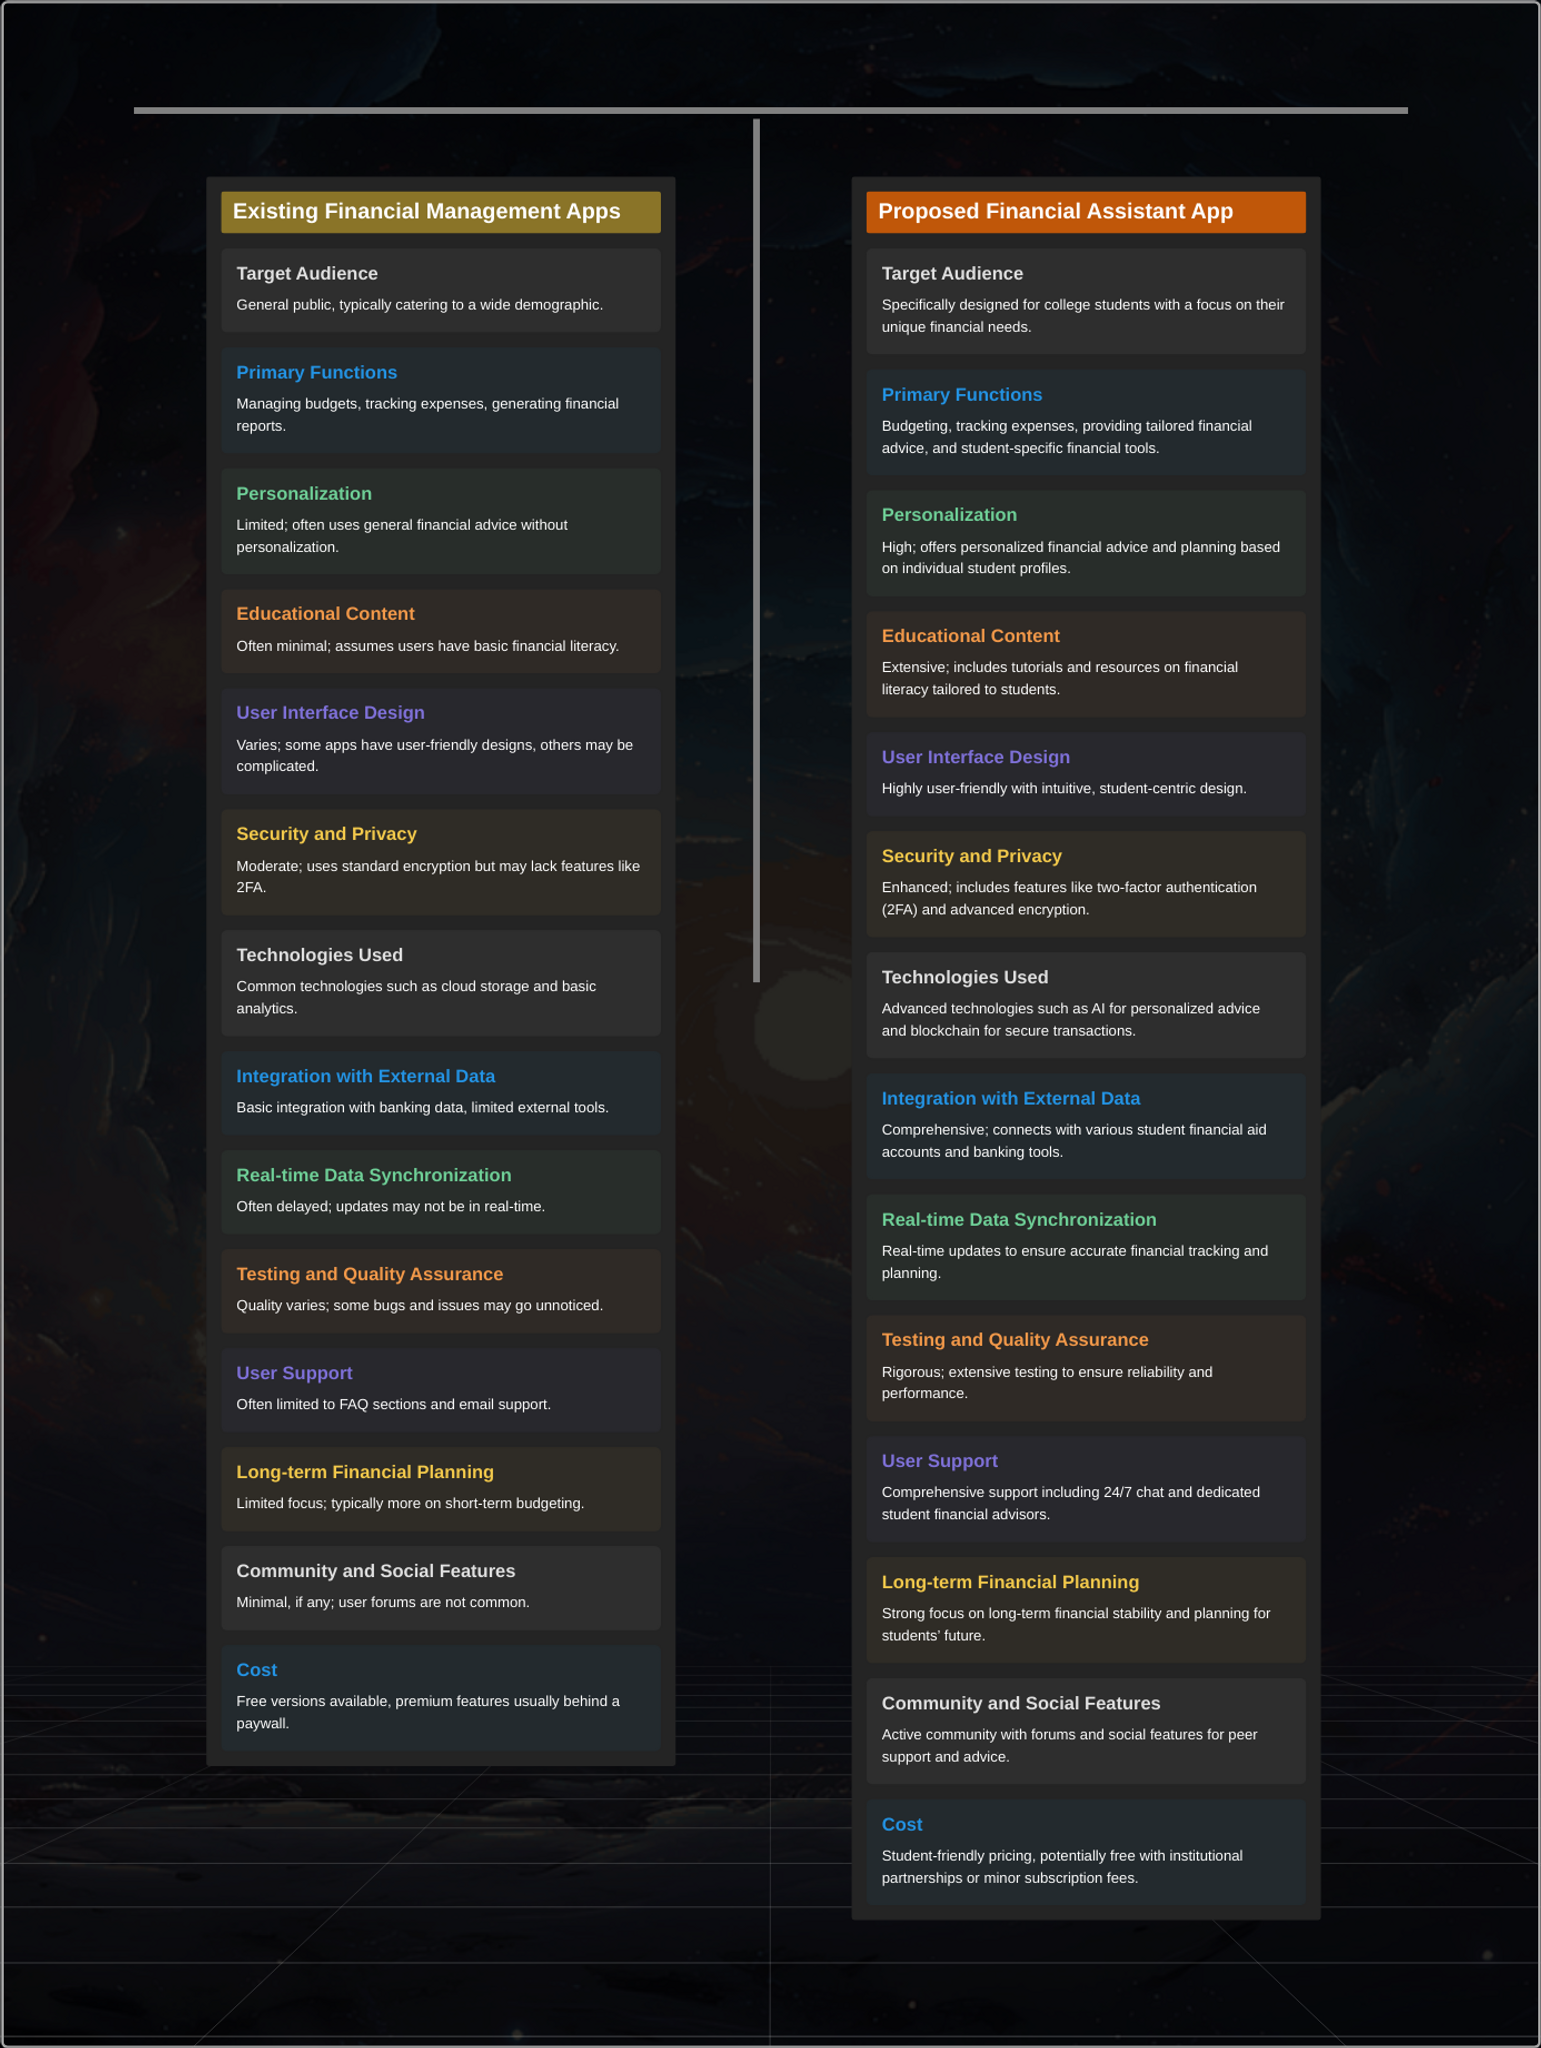 Existing Financial Management Apps
Target Audience
General public, typically catering to a wide demographic.
Primary Functions
Managing budgets, tracking expenses, generating financial
reports.
Personalization
Limited; often uses general financial advice without
personalization.
Educational Content
Often minimal; assumes users have basic financial literacy.
User Interface Design
Varies; some apps have user-friendly designs, others may be
complicated.
Security and Privacy
Moderate; uses standard encryption but may lack features like
2FA.
Technologies Used
Common technologies such as cloud storage and basic
analytics.
Integration with External Data
Basic integration with banking data, limited external tools.
Real-time Data Synchronization
Often delayed; updates may not be in real-time.
Testing and Quality Assurance
Quality varies; some bugs and issues may go unnoticed.
User Support
Often limited to FAQ sections and email support.
Long-term Financial Planning
Limited focus; typically more on short-term budgeting.
Community and Social Features
Minimal, if any; user forums are not common.
Cost
Free versions available, premium features usually behind a
paywall.
Proposed Financial Assistant App
Target Audience
Specifically designed for college students with a focus on their
unique financial needs.
Primary Functions
Budgeting, tracking expenses, providing tailored financial
advice, and student-specific financial tools.
Personalization
High; offers personalized financial advice and planning based
on individual student profiles.
Educational Content
Extensive; includes tutorials and resources on financial
literacy tailored to students.
User Interface Design
Highly user-friendly with intuitive, student-centric design.
Security and Privacy
Enhanced; includes features like two-factor authentication
(2FA) and advanced encryption.
Technologies Used
Advanced technologies such as AI for personalized advice
and blockchain for secure transactions.
Integration with External Data
Comprehensive; connects with various student financial aid
accounts and banking tools.
Real-time Data Synchronization
Real-time updates to ensure accurate financial tracking and
planning.
Testing and Quality Assurance
Rigorous; extensive testing to ensure reliability and
performance.
User Support
Comprehensive support including 24/7 chat and dedicated
student financial advisors.
Long-term Financial Planning
Strong focus on long-term financial stability and planning for
students’ future.
Community and Social Features
Active community with forums and social features for peer
support and advice.
Cost
Student-friendly pricing, potentially free with institutional
partnerships or minor subscription fees.